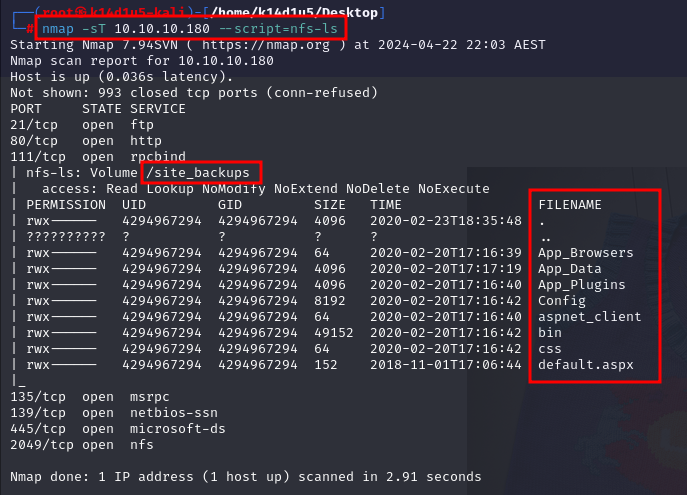 ┌──(root㉿k14d1u5-kali)-[/home/k14d1u5/Desktop]
└─# nmap -sT 10.10.10.180 --script=nfs-ls
Starting Nmap 7.94SVN ( https://nmap.org ) at 2024-04-22 22:03 AEST
Nmap scan report for 10.10.10.180
Host is up (0.036s latency).
Not shown: 993 closed tcp ports (conn-refused)
PORT     STATE SERVICE
21/tcp   open  ftp
80/tcp   open  http
111/tcp  open  rpcbind
| nfs-ls: Volume /site_backups
|   access: Read Lookup NoModify NoExtend NoDelete NoExecute
| PERMISSION  UID         GID         SIZE   TIME                 FILENAME
| rwx------   4294967294  4294967294  4096   2020-02-23T18:35:48  .
| ??????????  ?           ?           ?      ?                    ..
| rwx------   4294967294  4294967294  64     2020-02-20T17:16:39  App_Browsers
| rwx------   4294967294  4294967294  4096   2020-02-20T17:17:19  App_Data
| rwx------   4294967294  4294967294  4096   2020-02-20T17:16:40  App_Plugins
| rwx------   4294967294  4294967294  8192   2020-02-20T17:16:42  Config
| rwx------   4294967294  4294967294  64     2020-02-20T17:16:40  aspnet_client
| rwx------   4294967294  4294967294  49152  2020-02-20T17:16:42  bin
| rwx------   4294967294  4294967294  64     2020-02-20T17:16:42  css
| rwx------   4294967294  4294967294  152    2018-11-01T17:06:44  default.aspx
|_
135/tcp  open  msrpc
139/tcp  open  netbios-ssn
445/tcp  open  microsoft-ds
2049/tcp open  nfs
Nmap done: 1 IP address (1 host up) scanned in 2.91 seconds